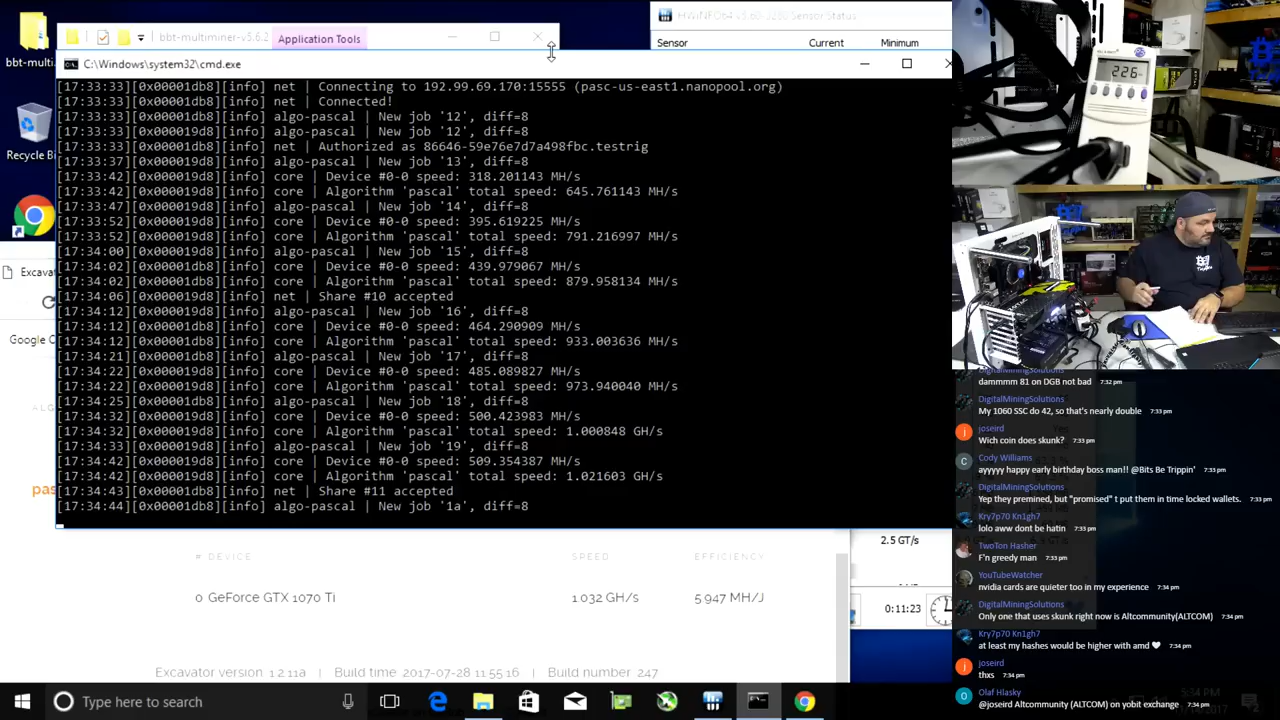 HWiNFO64 v5.60-3280 Sensor Status
bbt-multiminer-v5.6.2
Application Tools
Sensor
Current
Minimum
bbt-multi
C:\Windows\system32\cmd.exe
[17:33:33][0x00001db8][info] net | Connecting to 192.99.69.170:15555 (pasc-us-east1.nanopool.org)
[17:33:33][0x00001db8][info] net | Connected!
[17:33:33][0x00001db8][info] algo-pascal | New job '12', diff=8
[17:33:33][0x00001db8][info] algo-pascal | New job '12', diff=8
[17:33:33][0x00001db8][info] net | Authorized as 86646-59e76e7d7a498fbc.testrig
[17:33:37][0x00001db8][info] algo-pascal | New job '13', diff=8
[17:33:42][0x000019d8][info] core | Device #0-0 speed: 318.201143 MH/s
[17:33:42][0x000019d8][info] core | Algorithm 'pascal' total speed: 645.761143 MH/s
[17:33:47][0x00001db8][info] algo-pascal | New job '14', diff=8
[17:33:52][0x000019d8][info] core | Device #0-0 speed: 395.619225 MH/s
[17:33:52][0x000019d8][info] core | Algorithm 'pascal' total speed: 791.216997 MH/s
[17:34:00][0x00001db8][info] algo-pascal | New job '15', diff=8
[17:34:02][0x000019d8][info] core | Device #0-0 speed: 439.979067 MH/s
[17:34:02][0x000019d8][info] core | Algorithm 'pascal' total speed: 879.958134 MH/s
[17:34:06][0x00001db8][info] net | Share #10 accepted
[17:34:12][0x00001db8][info] algo-pascal | New job '16', diff=8
[17:34:12][0x000019d8][info] core | Device #0-0 speed: 464.290909 MH/s
[17:34:12][0x000019d8][info] core | Algorithm 'pascal' total speed: 933.003636 MH/s
[17:34:21][0x00001db8][info] algo-pascal | New job '17', diff=8
[17:34:22][0x000019d8][info] core | Device #0-0 speed: 485.089827 MH/s
[17:34:22][0x000019d8][info] core | Algorithm 'pascal' total speed: 973.940040 MH/s
[17:34:25][0x00001db8][info] algo-pascal | New job '18', diff=8
[17:34:32][0x000019d8][info] core | Device #0-0 speed: 500.423983 MH/s
[17:34:32][0x000019d8][info] core | Algorithm 'pascal' total speed: 1.000848 GH/s
[17:34:33][0x00001db8][info] algo-pascal | New job '19', diff=8
[17:34:42][0x000019d8][info] core | Device #0-0 speed: 509.354387 MH/s
[17:34:42][0x000019d8][info] core | Algorithm 'pascal' total speed: 1.021603 GH/s
[17:34:43][0x00001db8][info] net | Share #11 accepted
[17:34:44][0x00001db8][info] algo-pascal | New job '1a', diff=8
Recycle Bi
Excavat
Google C
ALG
pas
# DEVICE
SPEED
EFFICIENCY
0 GeForce GTX 1070 Ti
1.032 GH/s
5.947 MH/J
Excavator version 1.2.11a
Build time 2017-07-28 11:55:16
Build number 247
2.5 GT/s
0:11:23
Type here to search
226
DigitalMiningSolutions
dammmm 81 on DGB not bad 7:32 pm
DigitalMiningSolutions
My 1060 SSC do 42, so that's nearly double 7:33 pm
joseird
Wich coin does skunk? 7:33 pm
Cody Williams
ayyyyy happy early birthday boss man!! @Bits Be Trippin' 7:33 pm
DigitalMiningSolutions
Yep they premined, but "promised" t put them in time locked wallets. 7:33 pm
Kry7p70 Kn1gh7
lolo aww dont be hatin 7:33 pm
TwoTon Hasher
F'n greedy man 7:33 pm
YouTubeWatcher
nvidia cards are quieter too in my experience 7:34 pm
DigitalMiningSolutions
Only one that uses skunk right now is Altcommunity(ALTCOM) 7:34 pm
Kry7p70 Kn1gh7
at least my hashes would be higher with amd ♥ 7:34 pm
joseird
thxs 7:34 pm
Olaf Hlasky
@joseird Altcommunity (ALTCOM) on yobit exchange 7:34 pm
5:34 PM